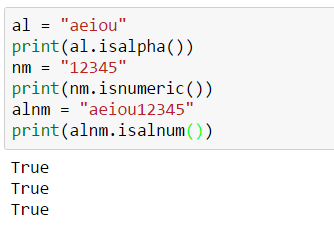 al = "aeiou"
print(al.isalpha())
nm = "12345"
print(nm.isnumeric())
alnm = "aeiou12345"
print(alnm.isalnum())
True
True
True